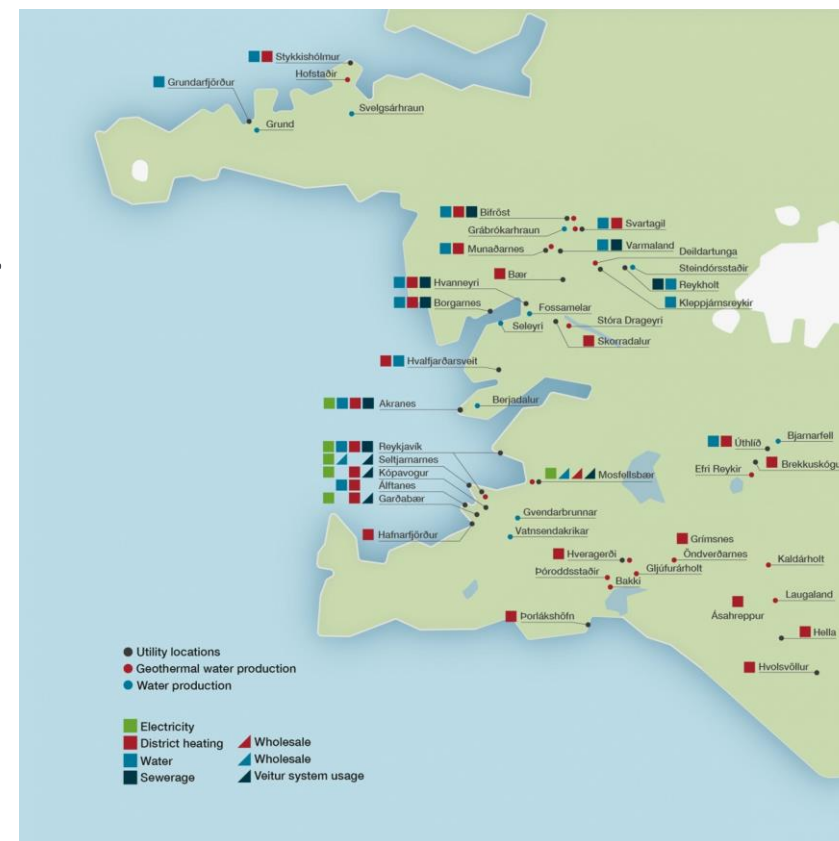 Stykkishólmur
Hofstaðir
Grundarfjörður
Svelgsárhraun
Grund
Bifröst
Grábrókarhraun
Svartagil
Munaðarnes
Varmaland
Deildartunga
Steindórsstaðir
Bær
Reykholt
Hvanneyri
Kleppjárnsreykir
Borgarnes
Fossamelar
Seleyri
Stóra Drageyri
Skorradalur
Hvalfjarðarsveit
Akranes
Berjadalur
Reykjavík
Seltjarnarnes
Kópavogur
Álftanes
Garðabær
Mosfellsbær
Úthlíð
Bjarnarfell
Efri Reykir
Brekkuskógu
Gvendarbrunnar
Vatnsendakrikar
Hafnarfjörður
Grímsnes
Hveragerði
Öndverðarnes
Þóroddsstaðir
Gljúfurárholt
Bakki
Kaldárholt
Laugaland
Ásahreppur
Þorlákshöfn
Hella
Hvolsvöllur
Utility locations
Geothermal water production
Water production
Electricity
District heating
Wholesale
Water
Wholesale
Sewerage
Veitur system usage